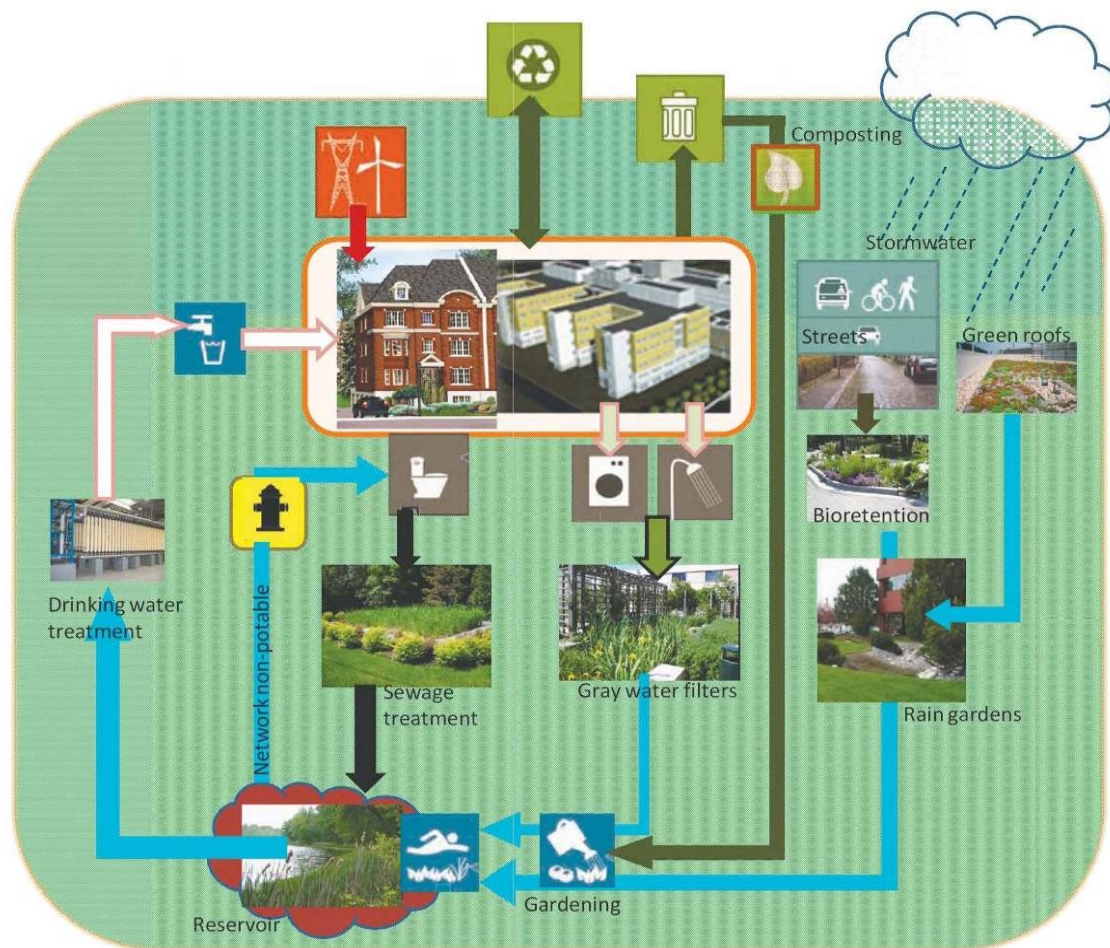 Composting
Stormwater
Streets
Green roofs
Bioretention
Drinking water
treatment
Network non-potable
Sewage
treatment
Gray water filters
Rain gardens
Gardening
Reservoir